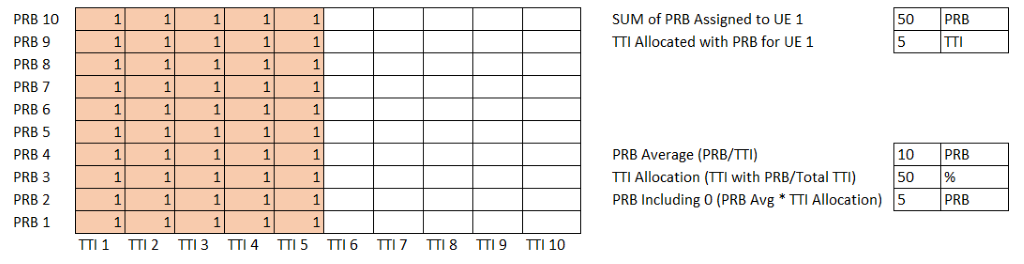 PRB 10 1 1 1 1 1 SUM of PRB Assigned to UE 1 50 PRB
PRB 9 1 1 1 1 1 TTI Allocated with PRB for UE 1 5 TTI
PRB 8 1 1 1 1 1
PRB 7 1 1 1 1 1
PRB 6 1 1 1 1 1
PRB 5 1 1 1 1 1
PRB 4 1 1 1 1 1 PRB Average (PRB/TTI) 10 PRB
PRB 3 1 1 1 1 1 TTI Allocation (TTI with PRB/Total TTI) 50 %
PRB 2 1 1 1 1 1 PRB Including 0 (PRB Avg * TTI Allocation) 5 PRB
PRB 1 1 1 1 1 1
TTI 1 TTI 2 TTI 3 TTI 4 TTI 5 TTI 6 TTI 7 TTI 8 TTI 9 TTI 10